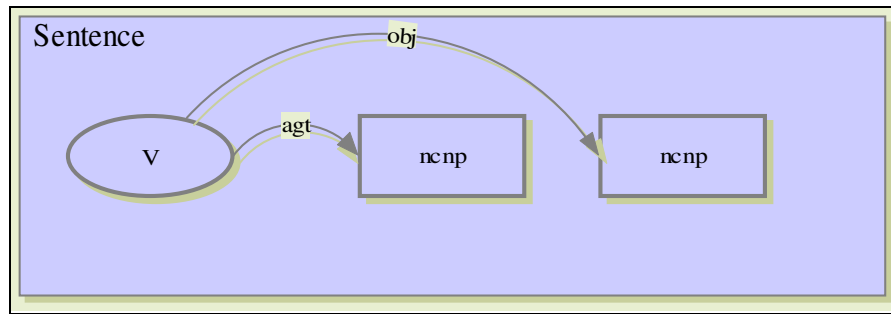 Sentence
obj
agt
V
ncnp
ncnp